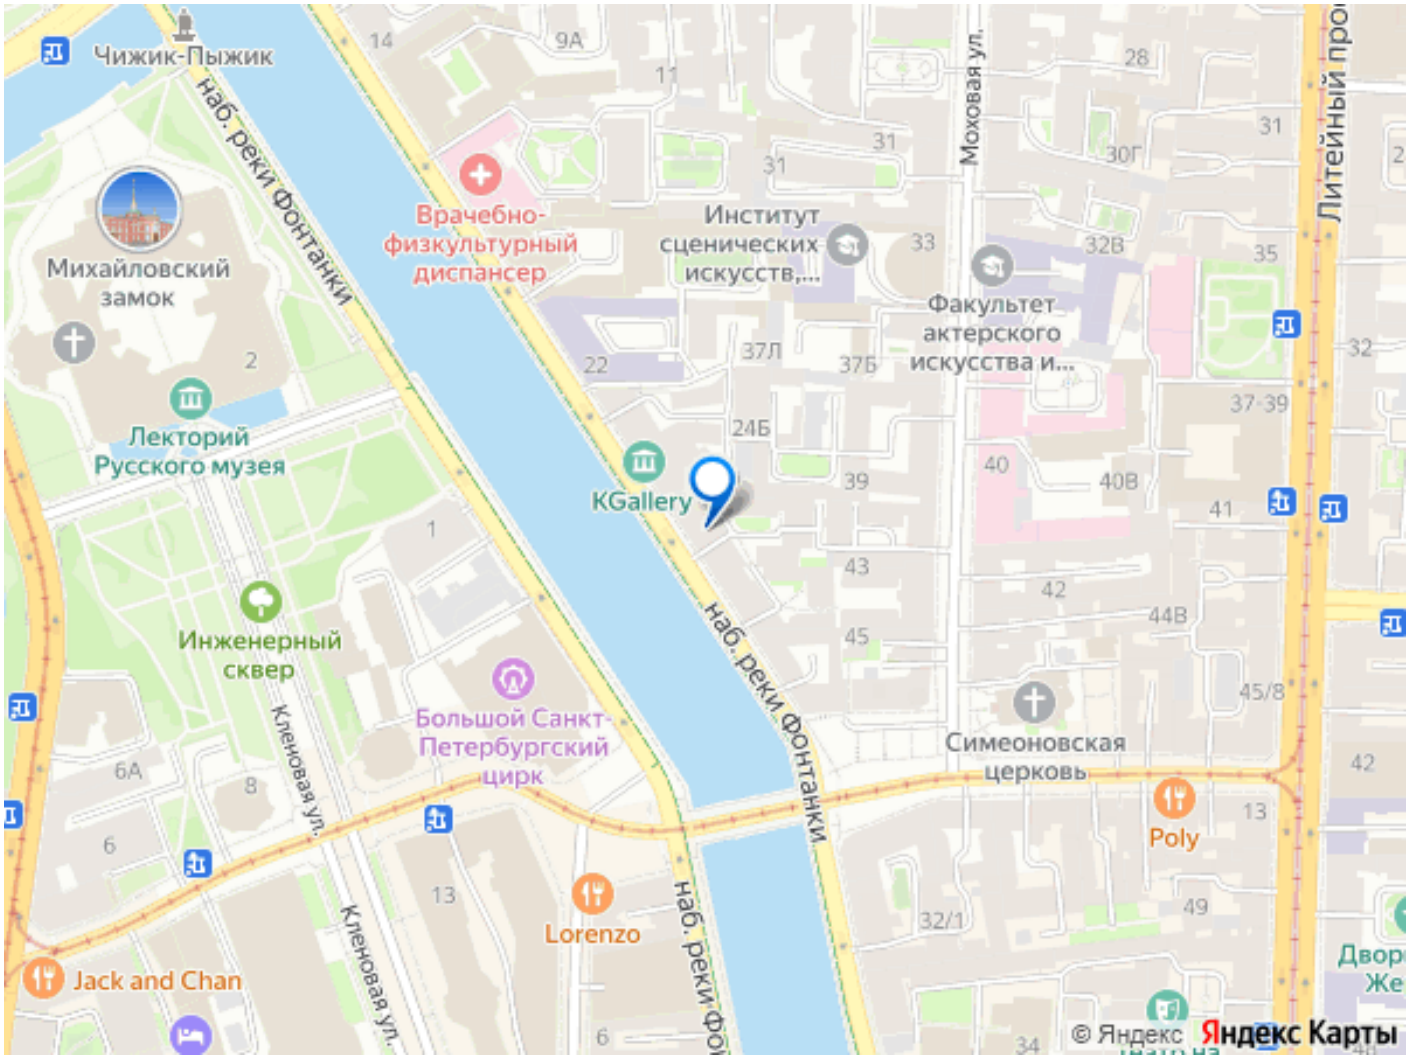 14
9А
Чижик-Пыжик
11
28
Моховая ул.
Литейный прос
наб. реки Фонтанки
31
31
31
30Г
2
Врачебно-
физкультурный
диспансер
Институт
сценических
искусств,...
33
32В
35
Михайловский
замок
Факультет
актерского
искусства и...
2
22
37Л
37Б
32
37-39
Лекторий
Русского музея
24Б
40
39
40В
KGallery
41
1
43
42
44В
наб. реки Фонтанки
Инженерный
сквер
45
45/8
Кленовая ул.
Большой Санкт-
Петербургский
цирк
Симеоновская
церковь
6А
8
42
13
6
Poly
13
Lorenzo
наб. реки Фон
32/1
49
Кленовая ул.
Jack and Chan
Двор
Же
6
34
© Яндекс
Яндекс Карты